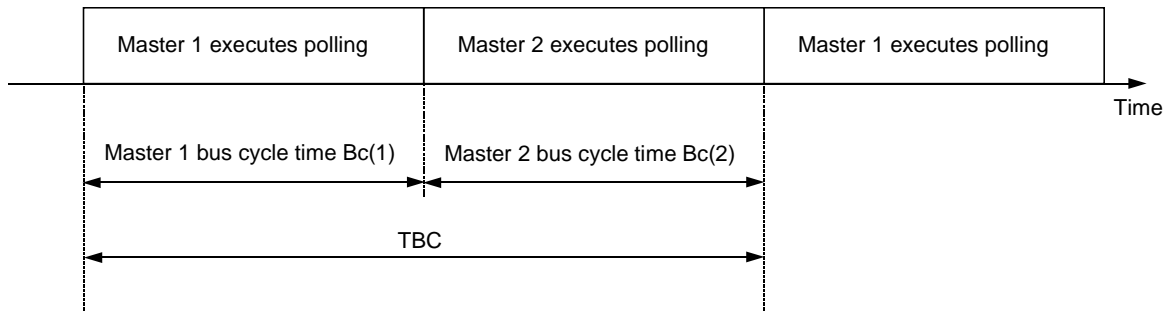 Master 1 executes polling
Master 2 executes polling
Master 1 executes polling
Time
Master 1 bus cycle time Bc(1)
Master 2 bus cycle time Bc(2)
TBC